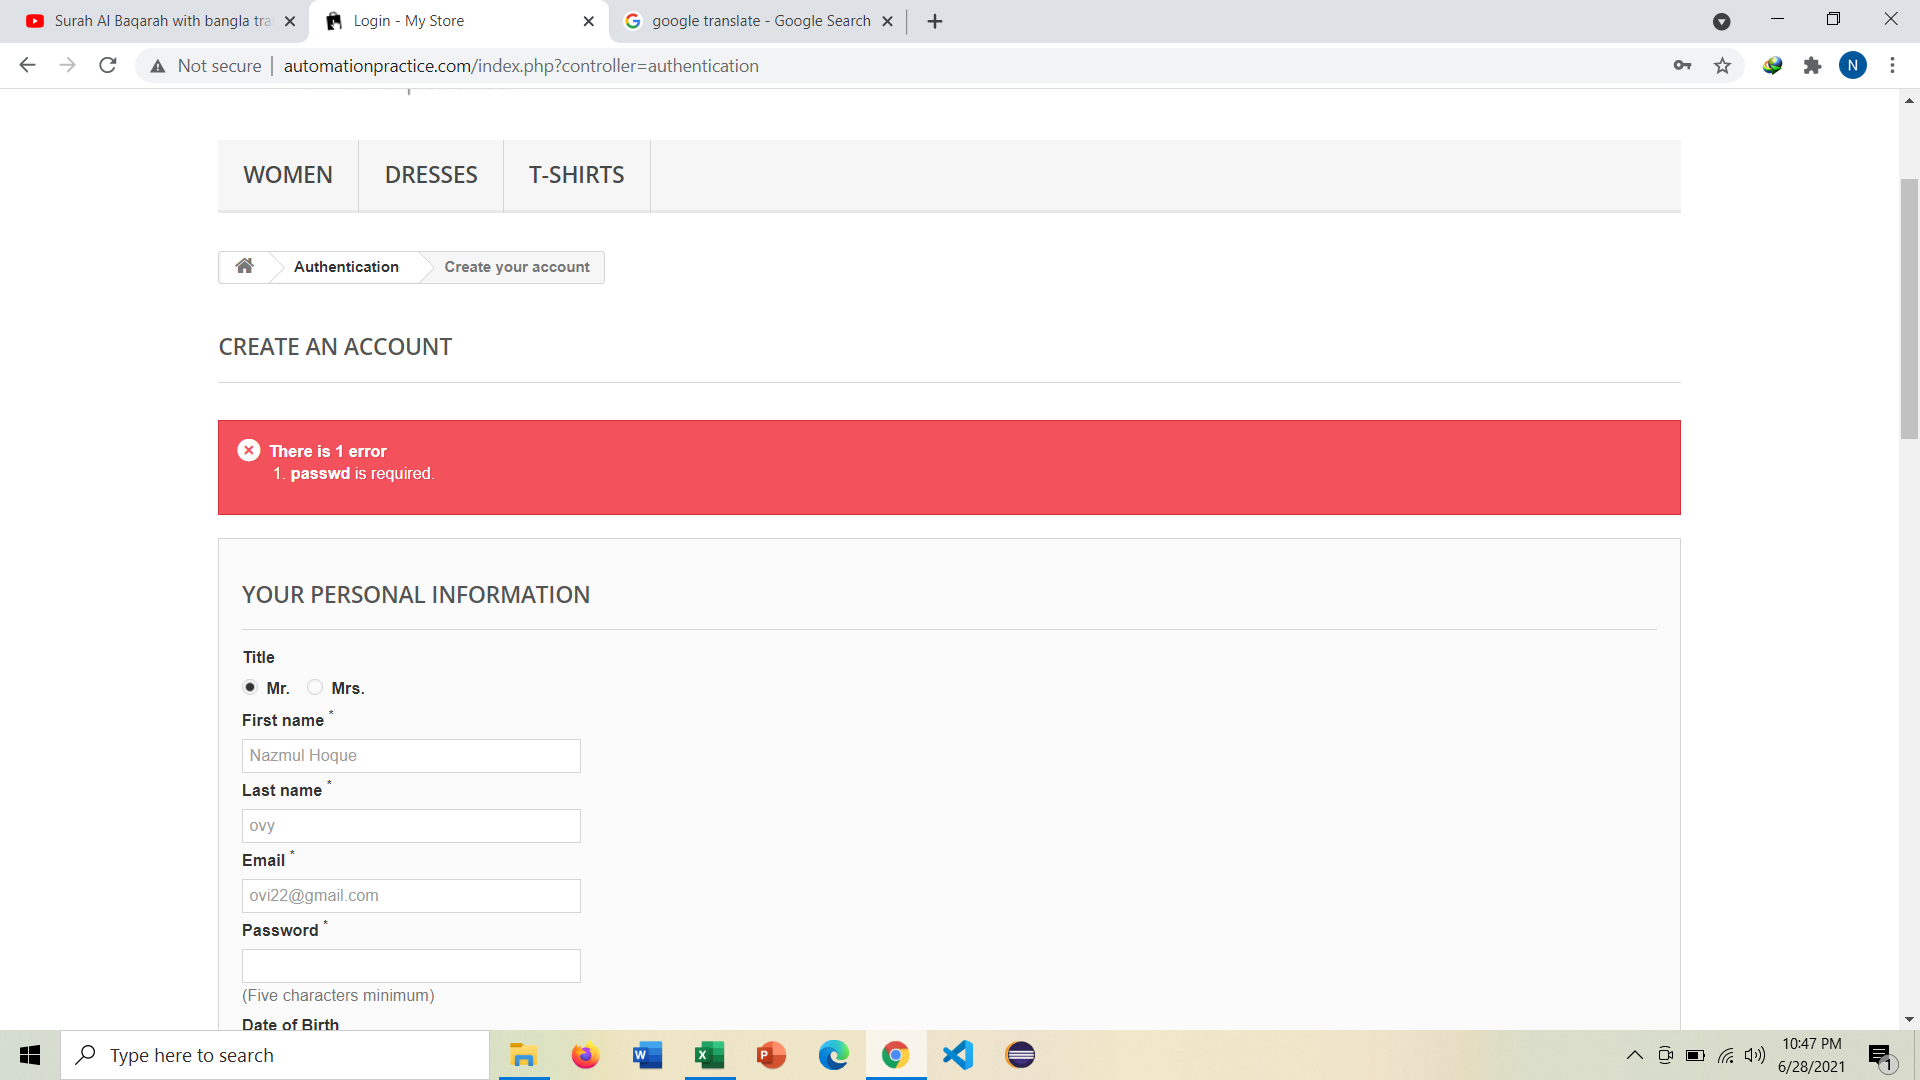 Surah Al Baqarah with bangla tra
Login - My Store
google translate - Google Search
Not secure
automationpractice.com/index.php?controller=authentication
N
WOMEN
DRESSES
T-SHIRTS
Authentication
Create your account
CREATE AN ACCOUNT
There is 1 error
1. passwd is required.
YOUR PERSONAL INFORMATION
Title
Mr.
Mrs.
First name *
Nazmul Hoque
Last name *
ovy
Email *
ovi22@gmail.com
Password *
(Five characters minimum)
Date of Birth
Type here to search
10:47 PM
6/28/2021
1